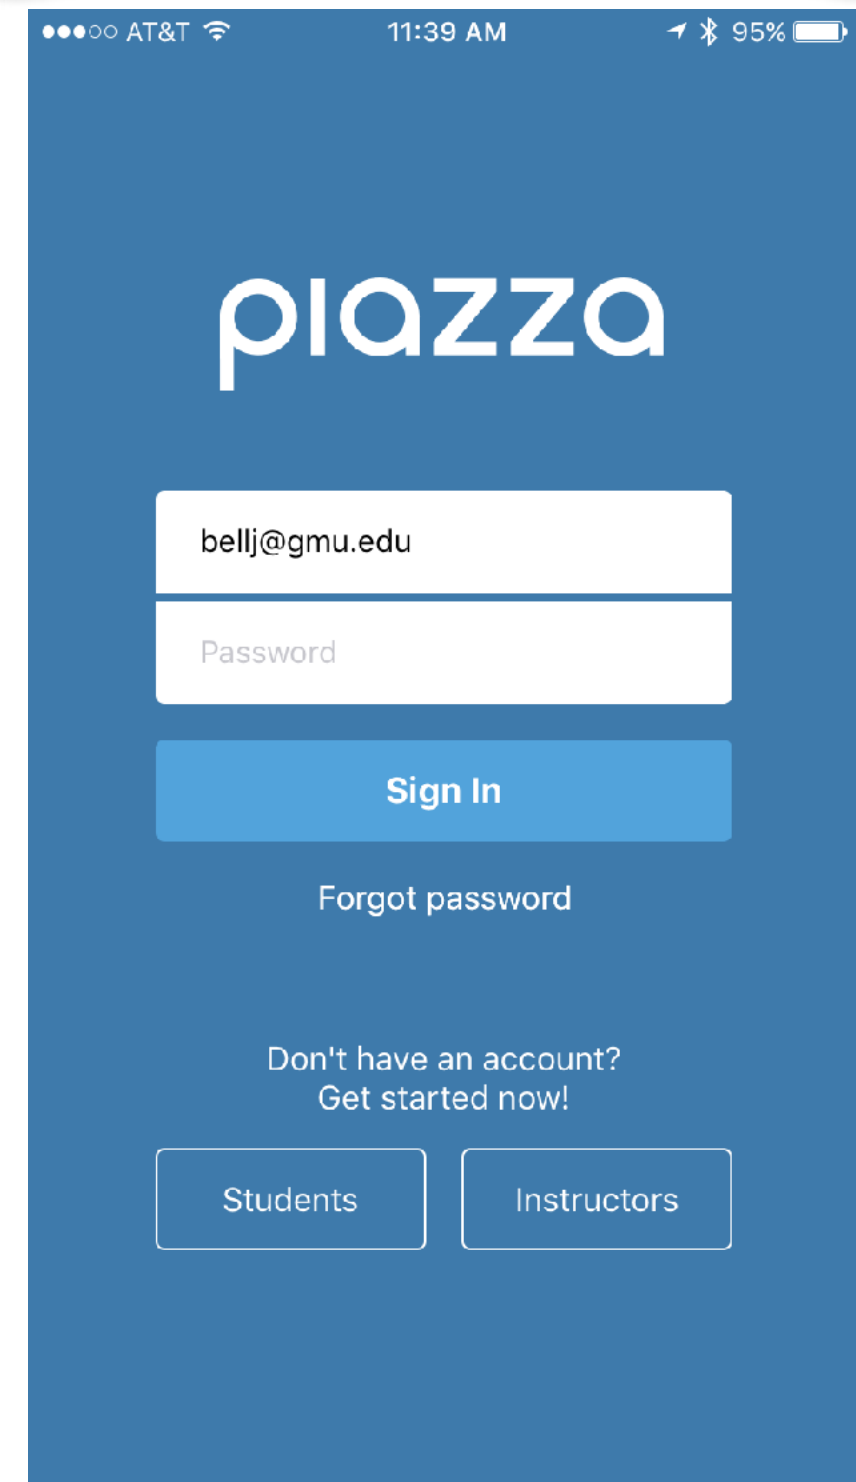 AT&T 11:39 AM 95%
piazza
bellj@gmu.edu
Password
Sign In
Forgot password
Don't have an account?
Get started now!
Students Instructors